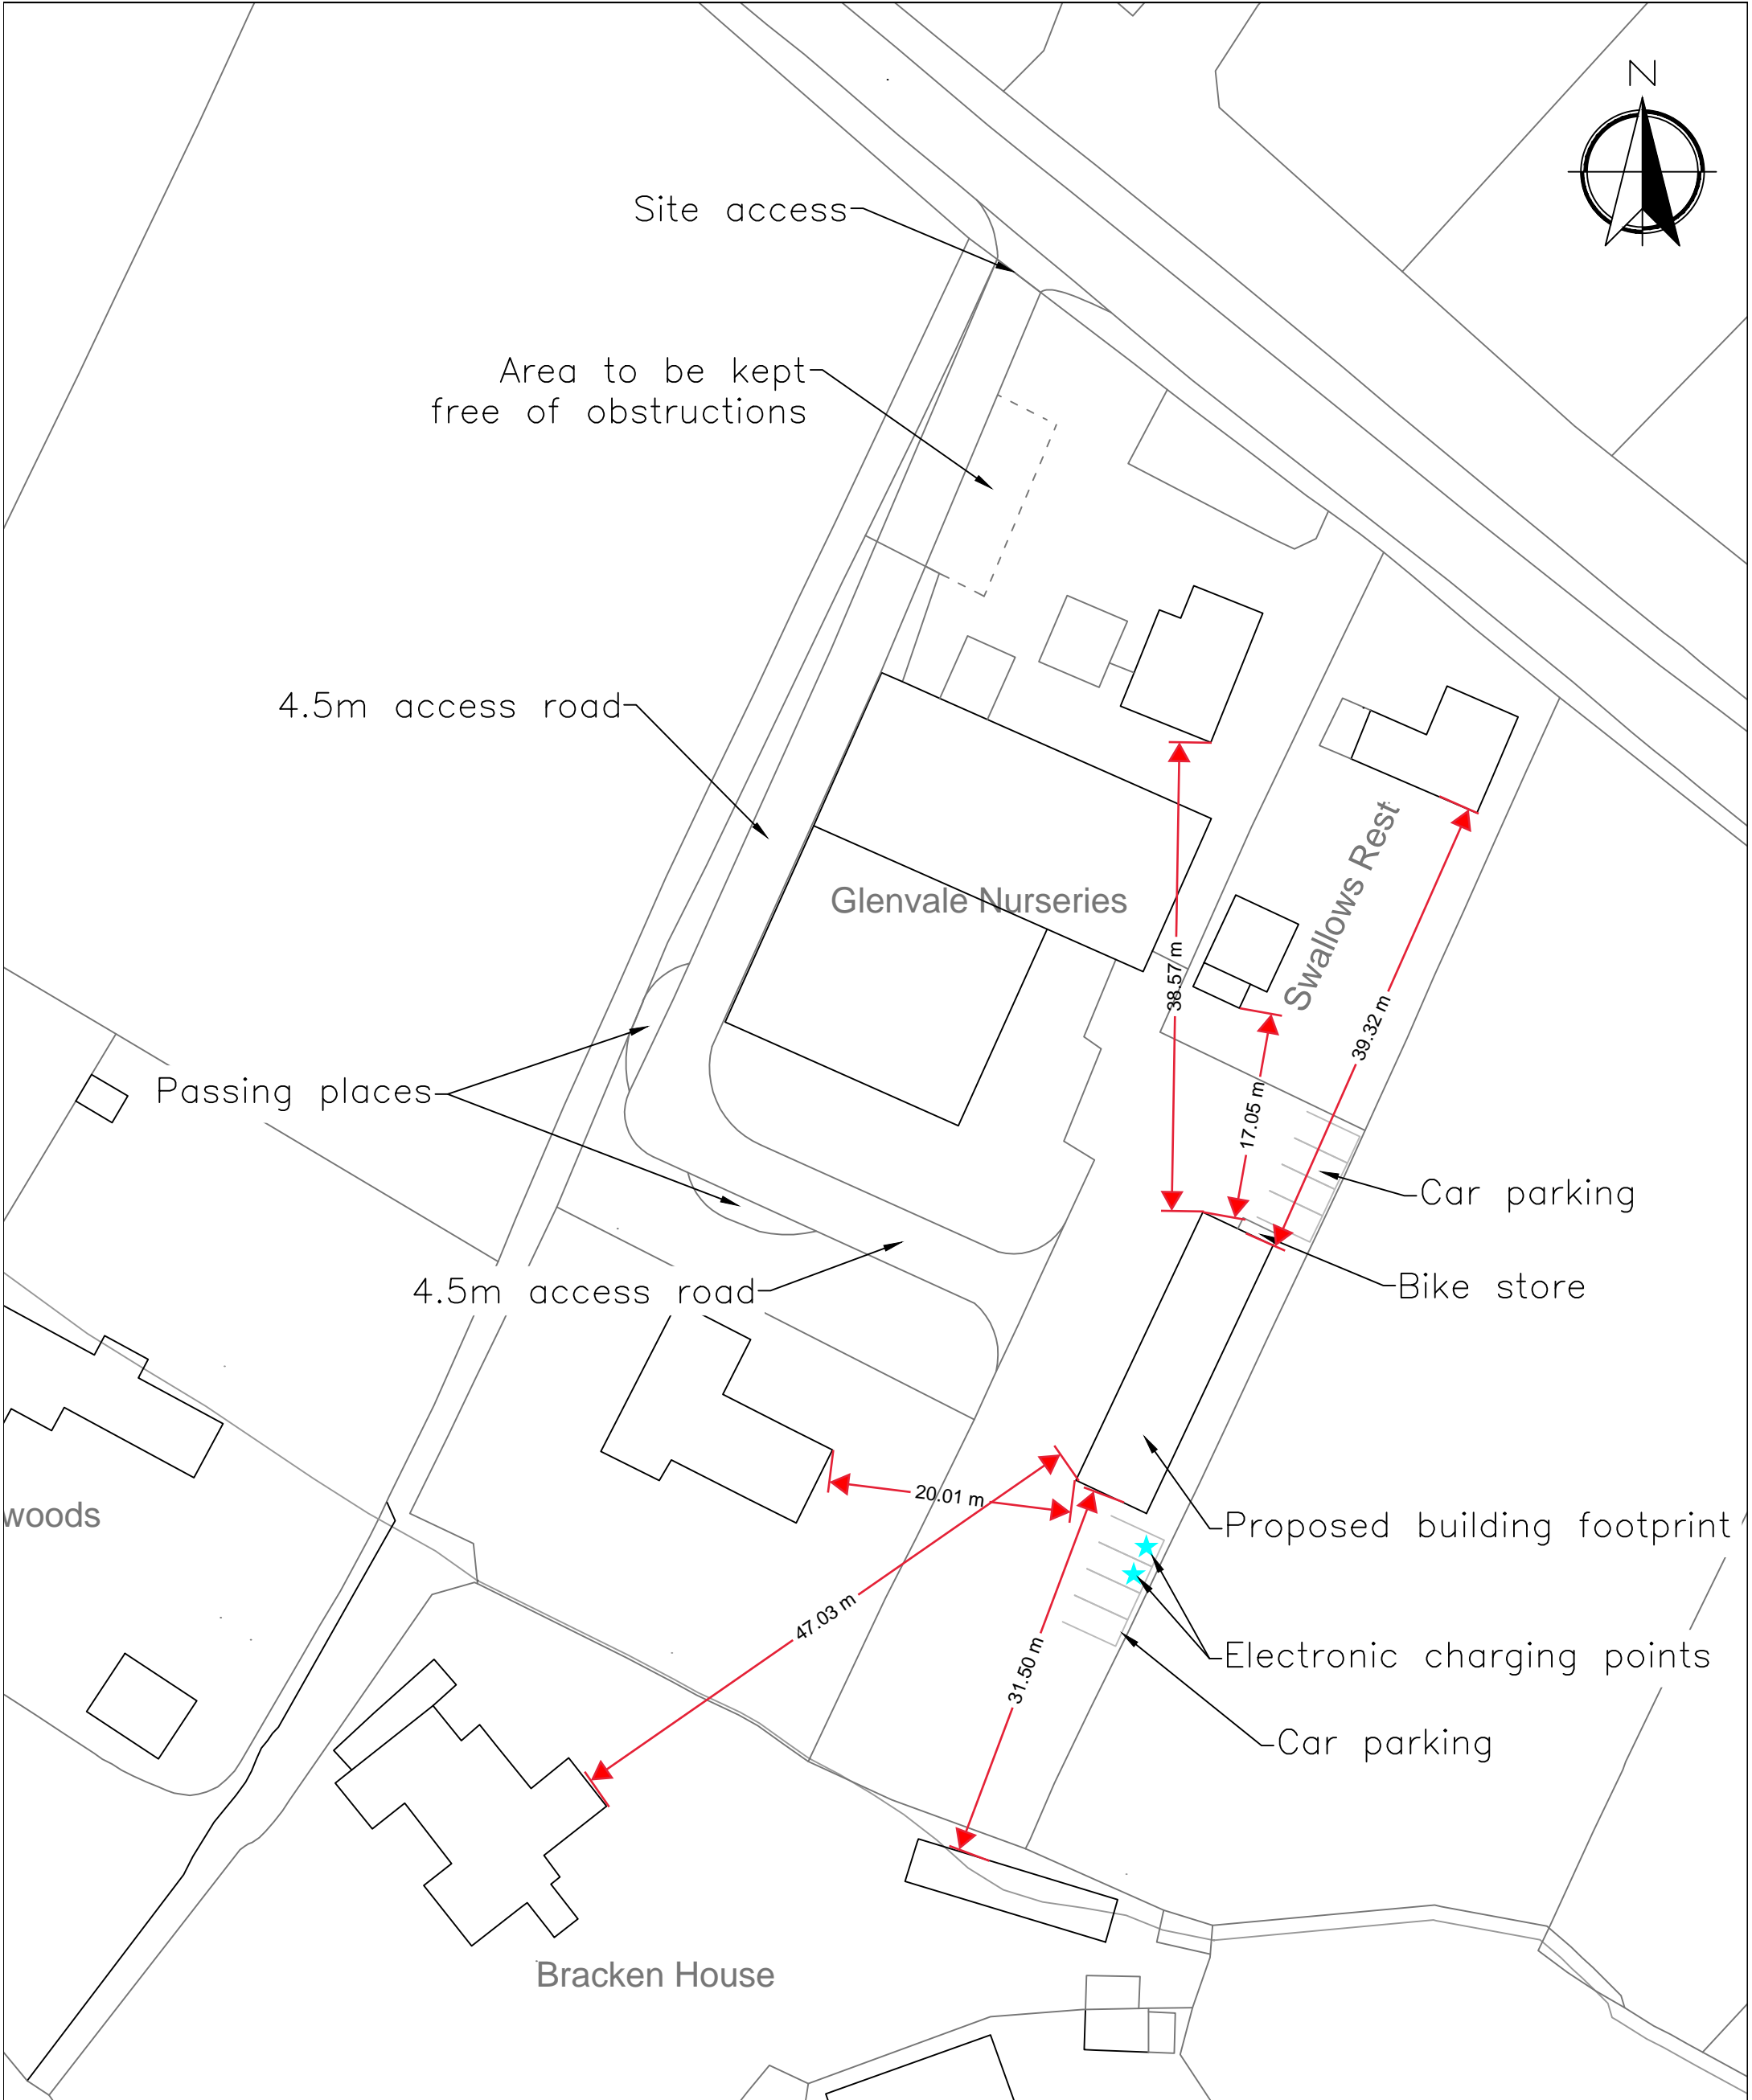 N
Site access
Area to be kept
free of obstructions
4.5m access road
Glenvale Nurseries
Swallows Rest
38.57 m
39.32 m
17.05 m
Passing places
Car parking
4.5m access road
Bike store
woods
20.01 m
Proposed building footprint
47.03 m
31.50 m
Electronic charging points
Car parking
Bracken House